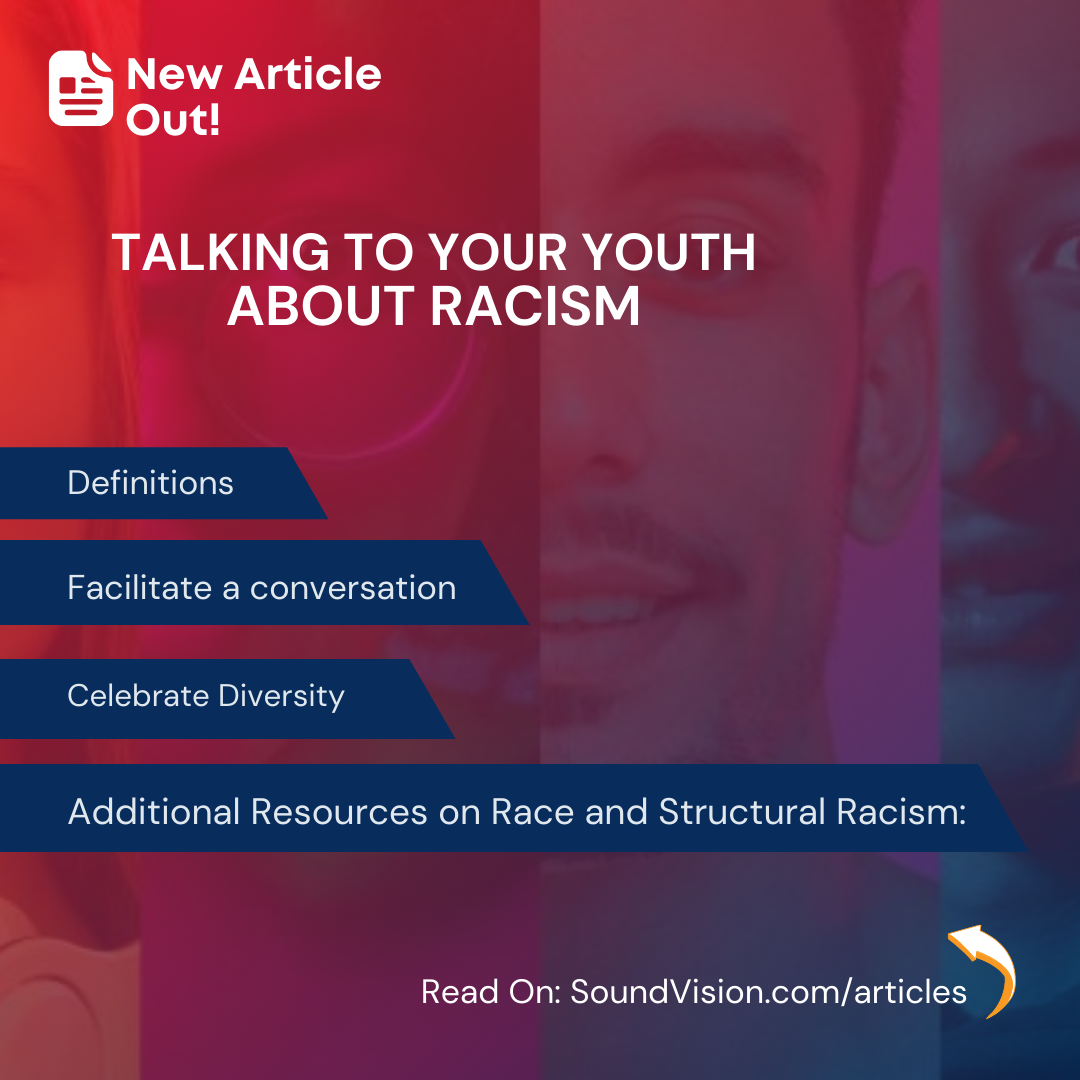 New Article
Out!
TALKING TO YOUR YOUTH
ABOUT RACISM
Definitions
Facilitate a conversation
Celebrate Diversity
Additional Resources on Race and Structural Racism:
Read On: SoundVision.com/articles